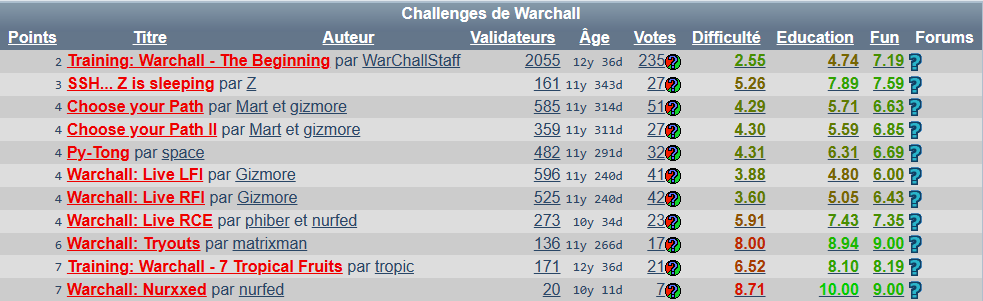 Challenges de Warchall
Points Titre Auteur Validateurs Âge Votes Difficulté Education Fun Forums
2 Training: Warchall - The Beginning par WarChallStaff 2055 12y 36d 235 2.55 4.74 7.19
3 SSH... Z is sleeping par Z 161 11y 343d 27 5.26 7.89 7.59
4 Choose your Path par Mart et gizmore 585 11y 314d 51 4.29 5.71 6.63
4 Choose your Path II par Mart et gizmore 359 11y 311d 27 4.30 5.59 6.85
4 Py-Tong par space 482 11y 291d 32 4.31 6.31 6.69
4 Warchall: Live LFI par Gizmore 596 11y 240d 41 3.88 4.80 6.00
4 Warchall: Live RFI par Gizmore 525 11y 240d 42 3.60 5.05 6.43
4 Warchall: Live RCE par phiber et nurfed 273 10y 34d 23 5.91 7.43 7.35
6 Warchall: Tryouts par matrixman 136 11y 266d 17 8.00 8.94 9.00
7 Training: Warchall - 7 Tropical Fruits par tropic 171 12y 36d 21 6.52 8.10 8.19
7 Warchall: Nurxxed par nurfed 20 10y 11d 7 8.71 10.00 9.00